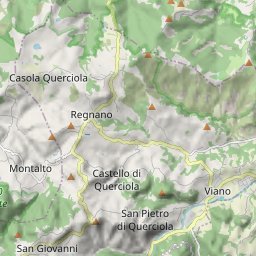 Casola Querciola
Regnano
Montalto
Castello di
Querciola
Viano
San Pietro
di Querciola
San Giovanni